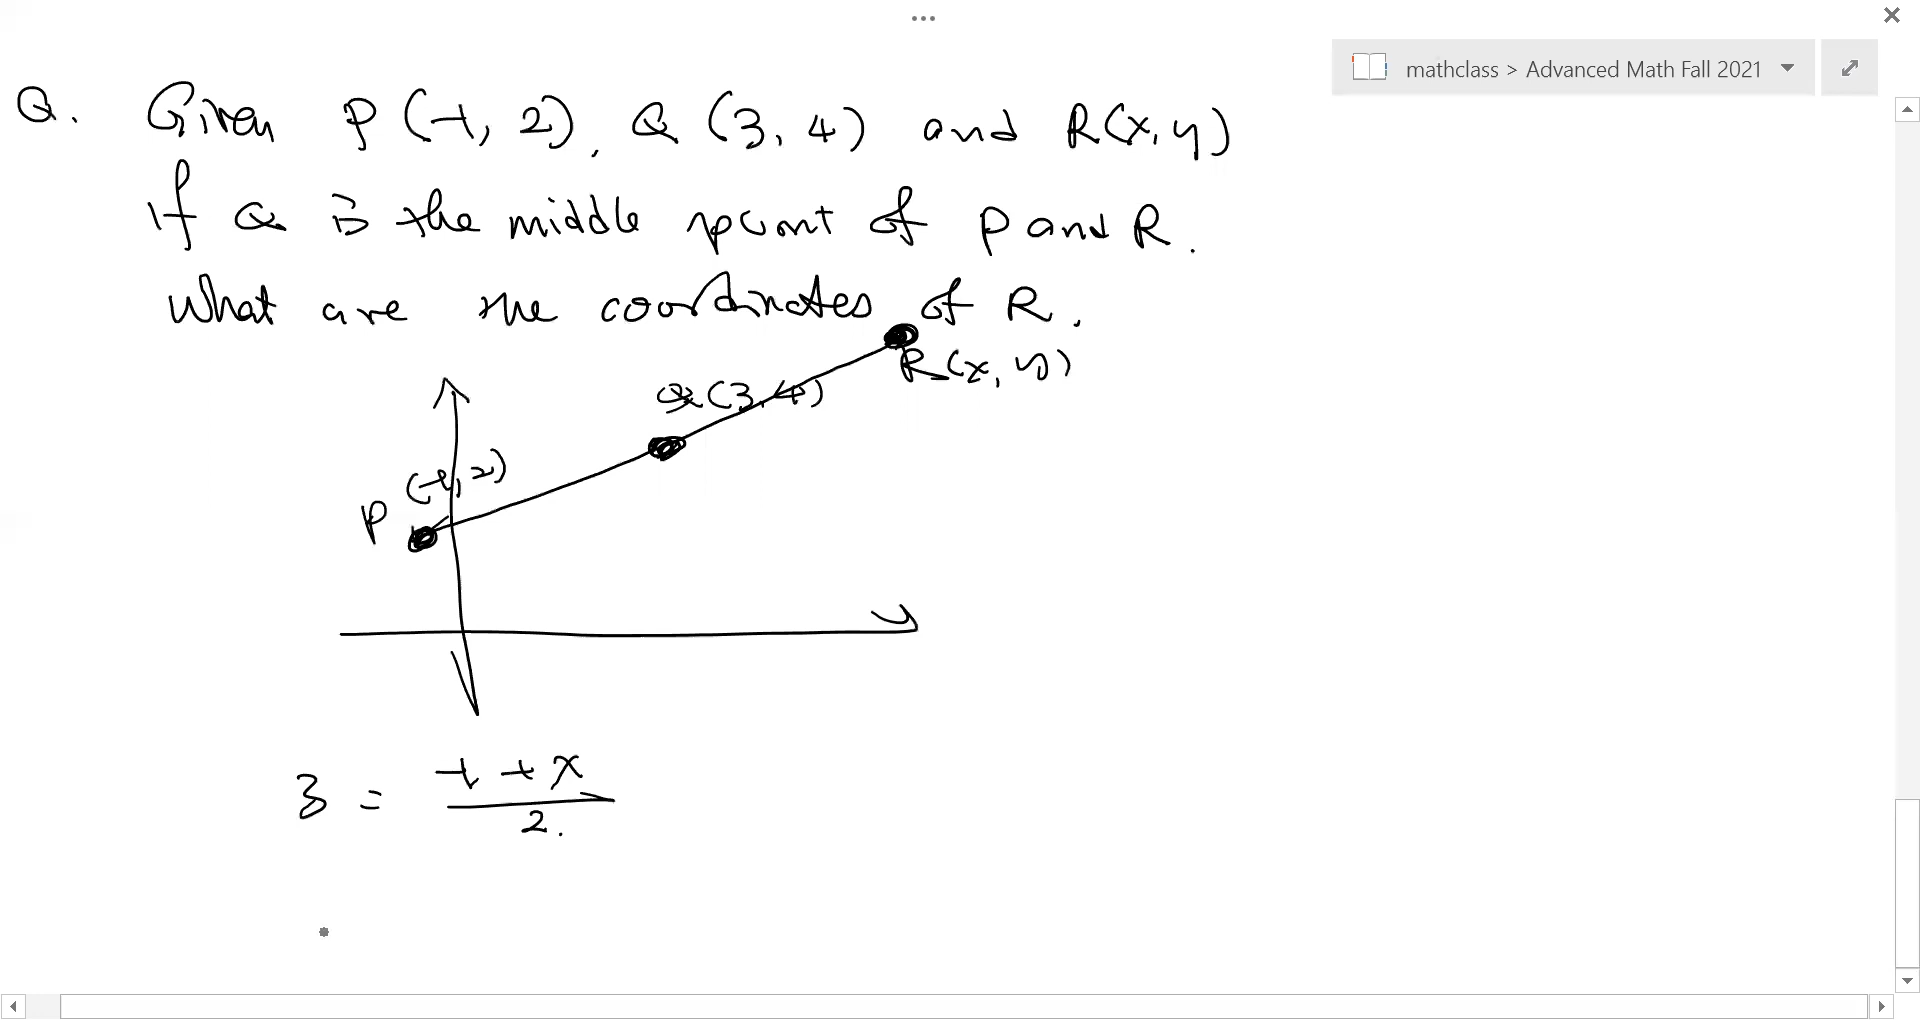 mathclass > Advanced Math Fall 2021
Q. Given P(-1, 2), Q (3, 4) and R(x, y)
If Q is the middle point of P and R.
What are the coordinates of R.
R(x, y)
Q(3, 4)
(-1, 2)
P
3 = (-1 + x)/2.